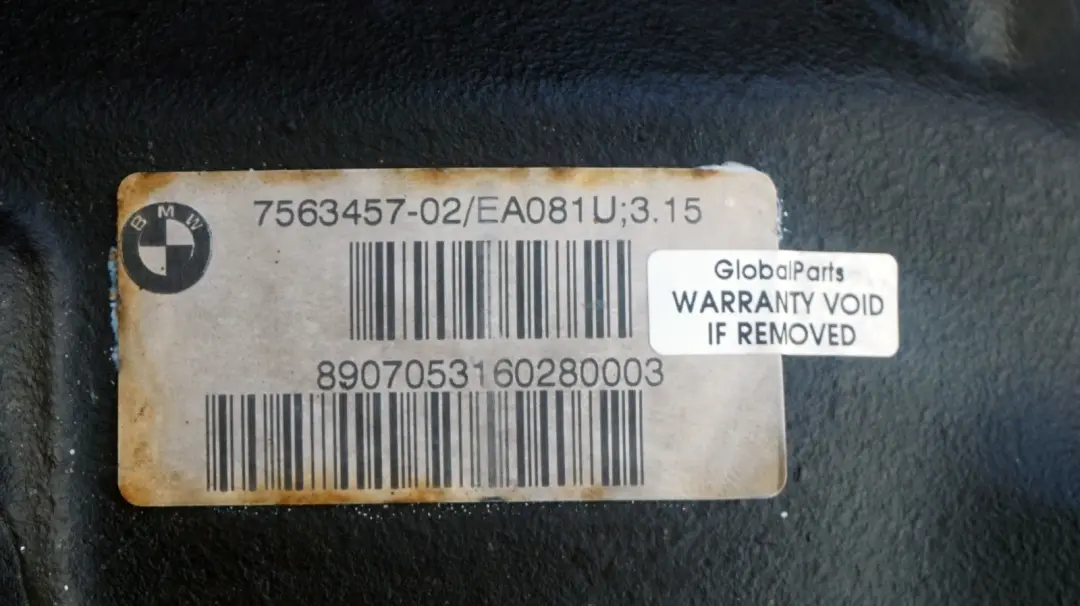 BMW
7563457-02/EA081U;3.15
8907053160280003
GlobalParts
WARRANTY VOID
IF REMOVED